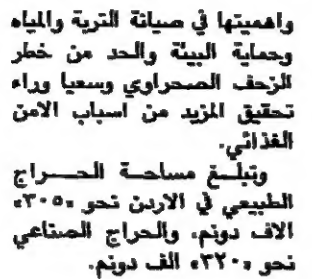 واهميتها في صيانة التربة والمياه
وحماية البيئة والحد من خطر
الزحف الصحراوي وسعيا وراء
تحقيق المزيد من اسباب الامن
الغذائي.
وتبلغ مساحة الحراج
الطبيعي في الاردن نحو «٣٠٥»
الاف دونم. والحراج الصناعي
نحو «٣٢٠» الف دونم.